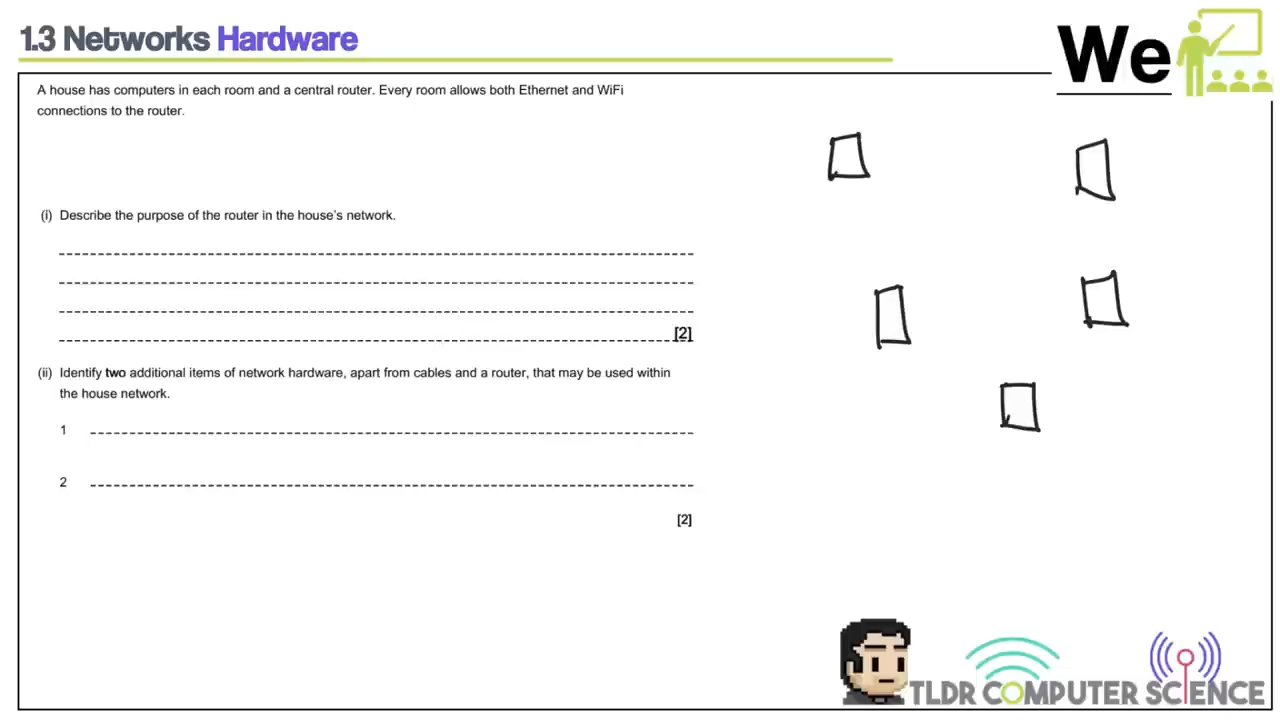 1.3 Networks Hardware
We
A house has computers in each room and a central router. Every room allows both Ethernet and WiFi
connections to the router.
(i) Describe the purpose of the router in the house's network.
[2]
(ii) Identify two additional items of network hardware, apart from cables and a router, that may be used within
the house network.
1
2
[2]
TLDR COMPUTER SCIENCE